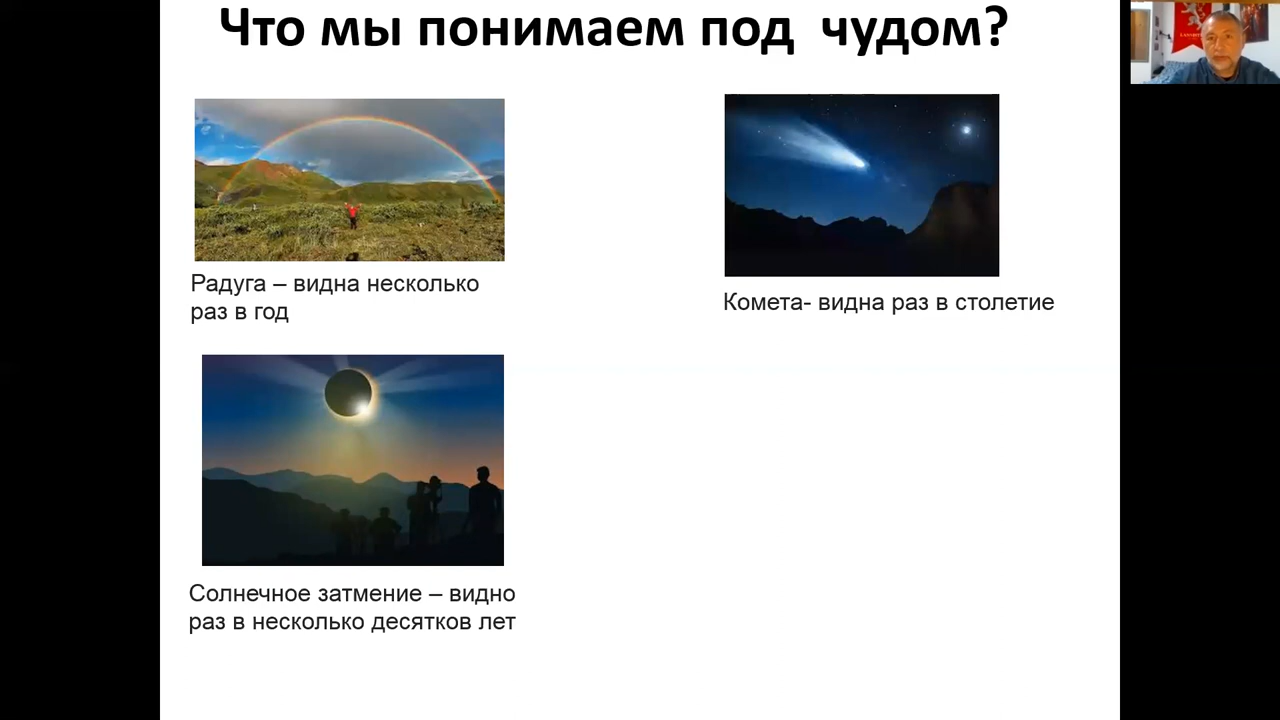 Что мы понимаем под чудом?
Радуга – видна несколько
раз в год
Комета- видна раз в столетие
Солнечное затмение – видно
раз в несколько десятков лет